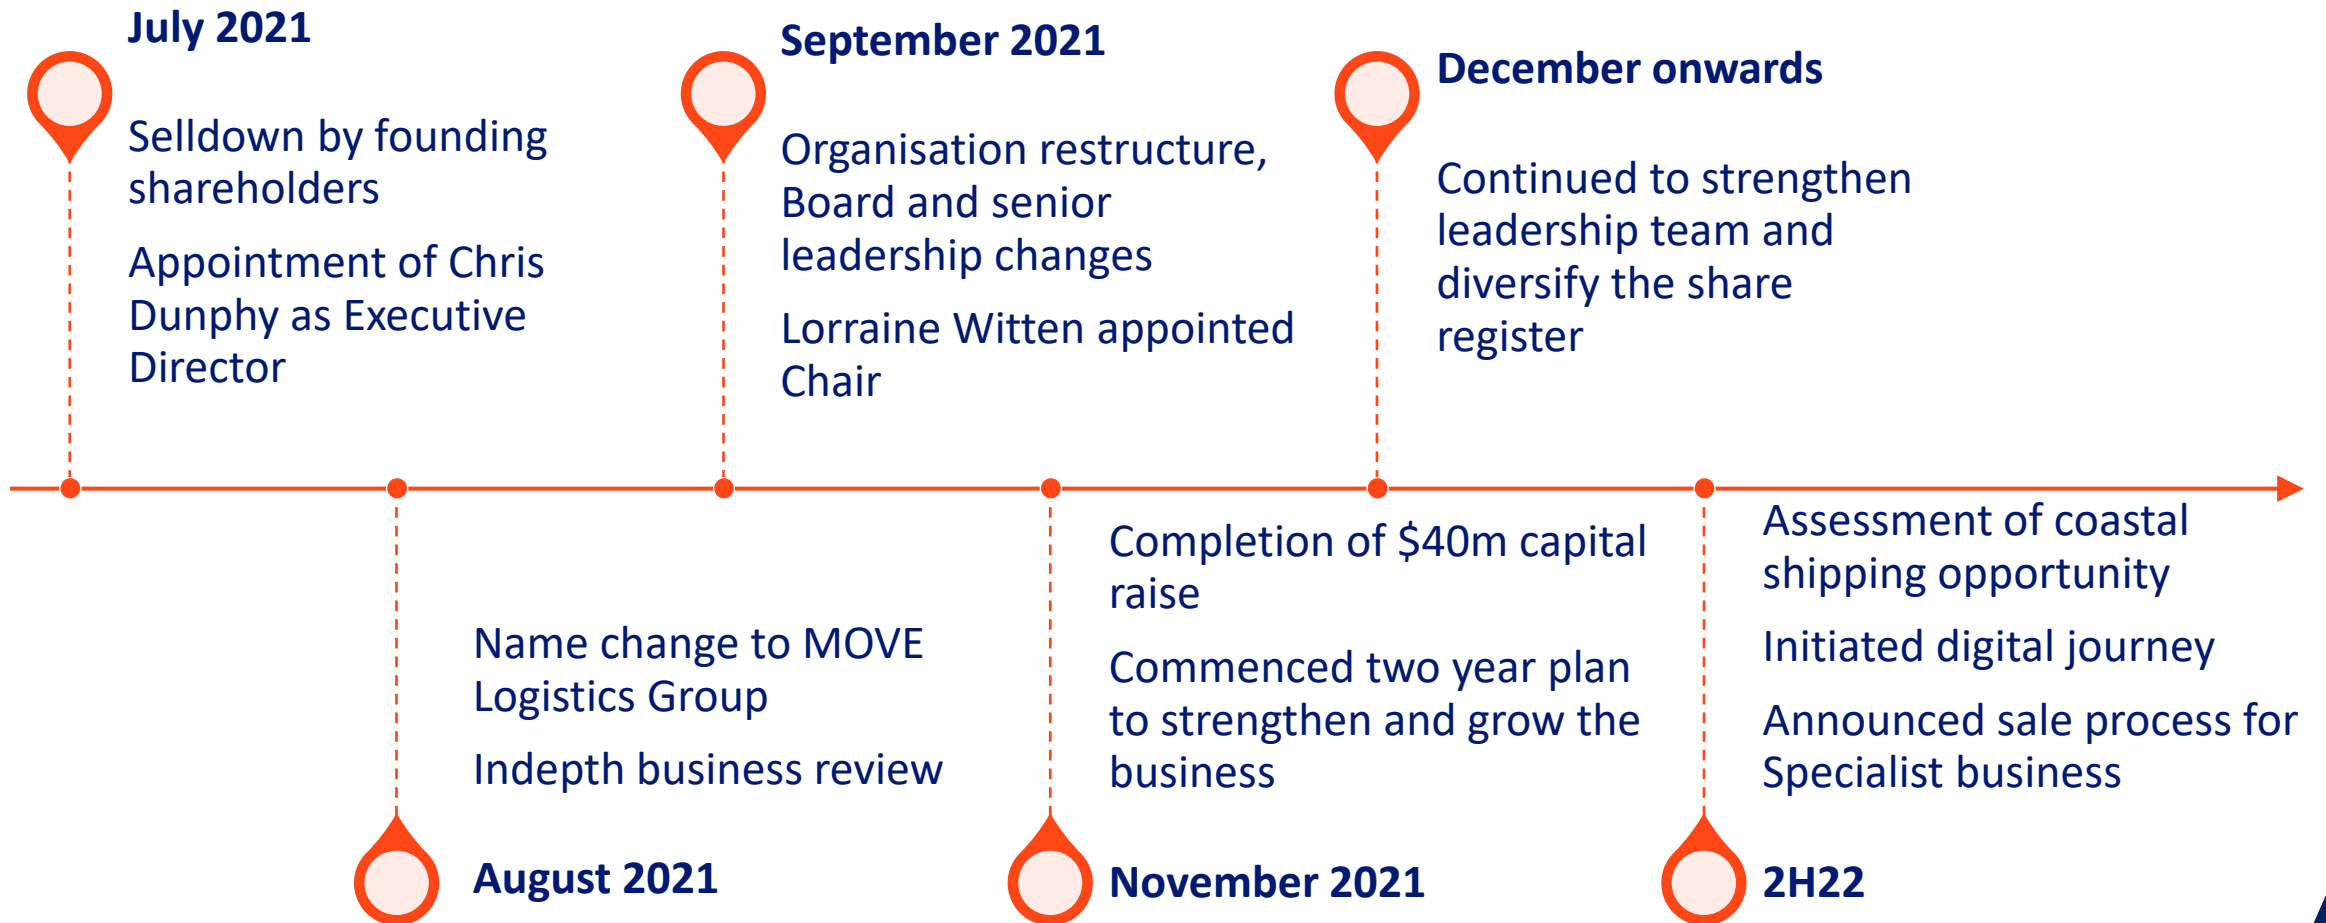 July 2021
Selldown by founding
shareholders
Appointment of Chris
Dunphy as Executive
Director
September 2021
Organisation restructure,
Board and senior
leadership changes
Lorraine Witten appointed
Chair
December onwards
Continued to strengthen
leadership team and
diversify the share
register
Name change to MOVE
Logistics Group
Indepth business review
August 2021
Completion of $40m capital
raise
Commenced two year plan
to strengthen and grow the
business
November 2021
Assessment of coastal
shipping opportunity
Initiated digital journey
Announced sale process for
Specialist business
2H22